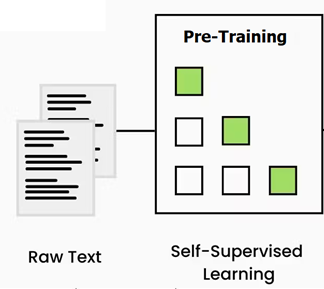 Pre-Training
Raw Text
Self-Supervised
Learning